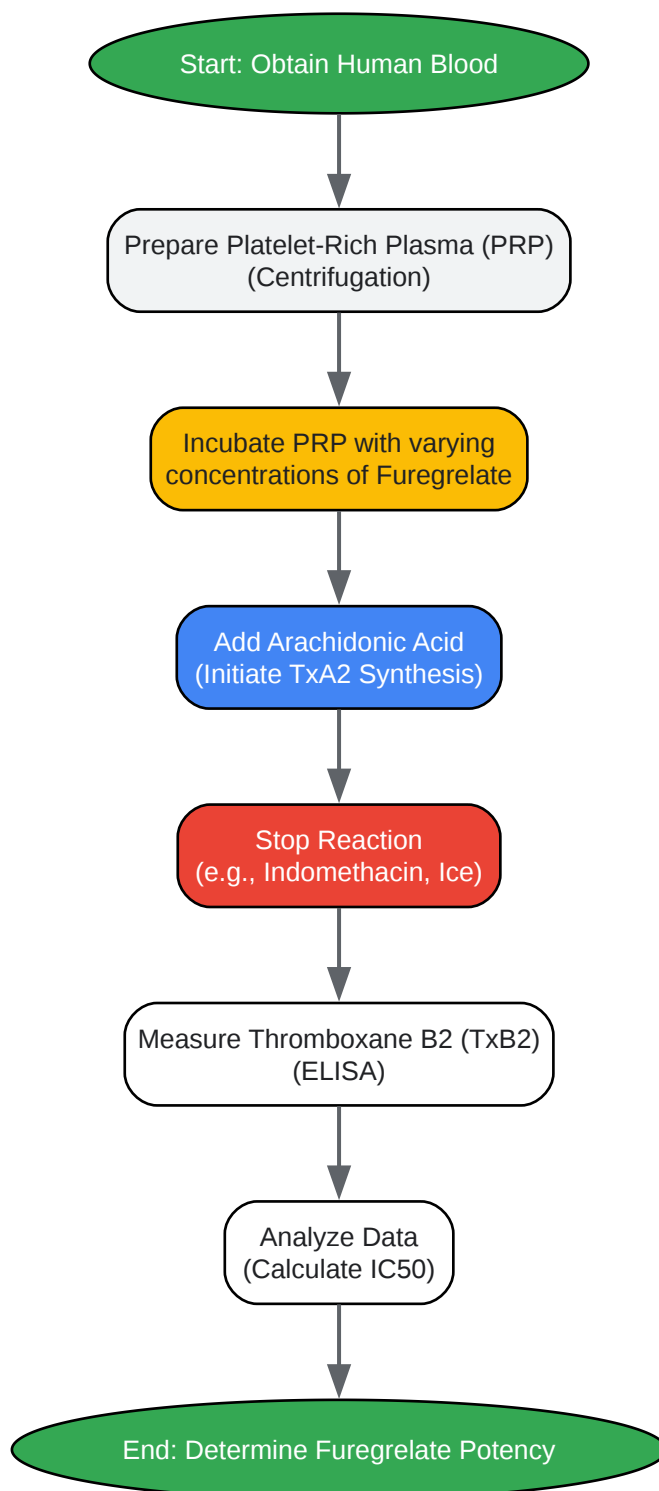 Start: Obtain Human Blood
Prepare Platelet-Rich Plasma (PRP)
(Centrifugation)
Incubate PRP with varying
concentrations of Furegrelate
Add Arachidonic Acid
(Initiate TxA2 Synthesis)
Stop Reaction
(e.g., Indomethacin, Ice)
Measure Thromboxane B2 (TxB2)
(ELISA)
Analyze Data
(Calculate IC50)
End: Determine Furegrelate Potency